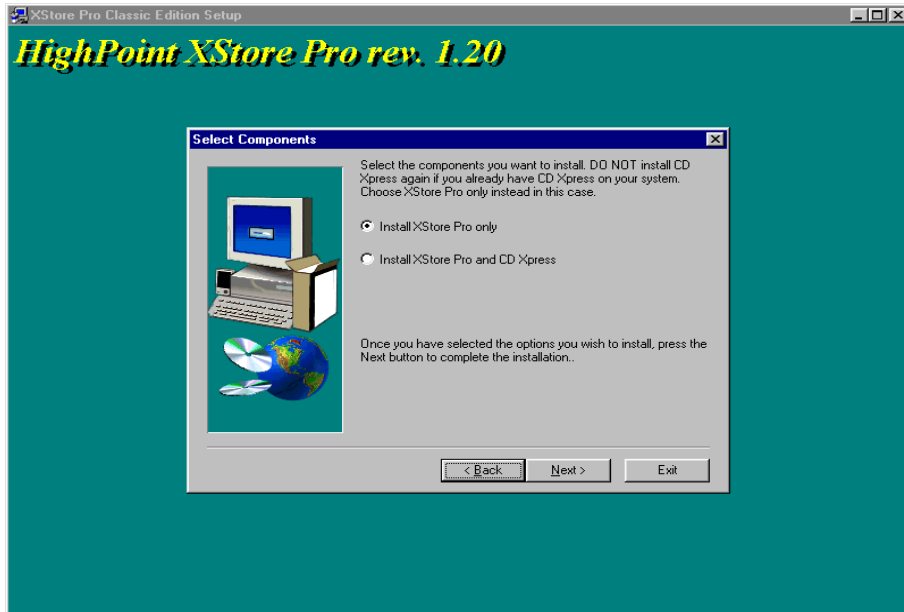 XStore Pro Classic Edition Setup
HighPoint XStore Pro rev. 1.20
Select Components
Select the components you want to install. DO NOT install CD
Xpress again if you already have CD Xpress on your system.
Choose XStore Pro only instead in this case.
Install XStore Pro only
Install XStore Pro and CD Xpress
Once you have selected the options you wish to install, press the
Next button to complete the installation..
< Back Next > Exit